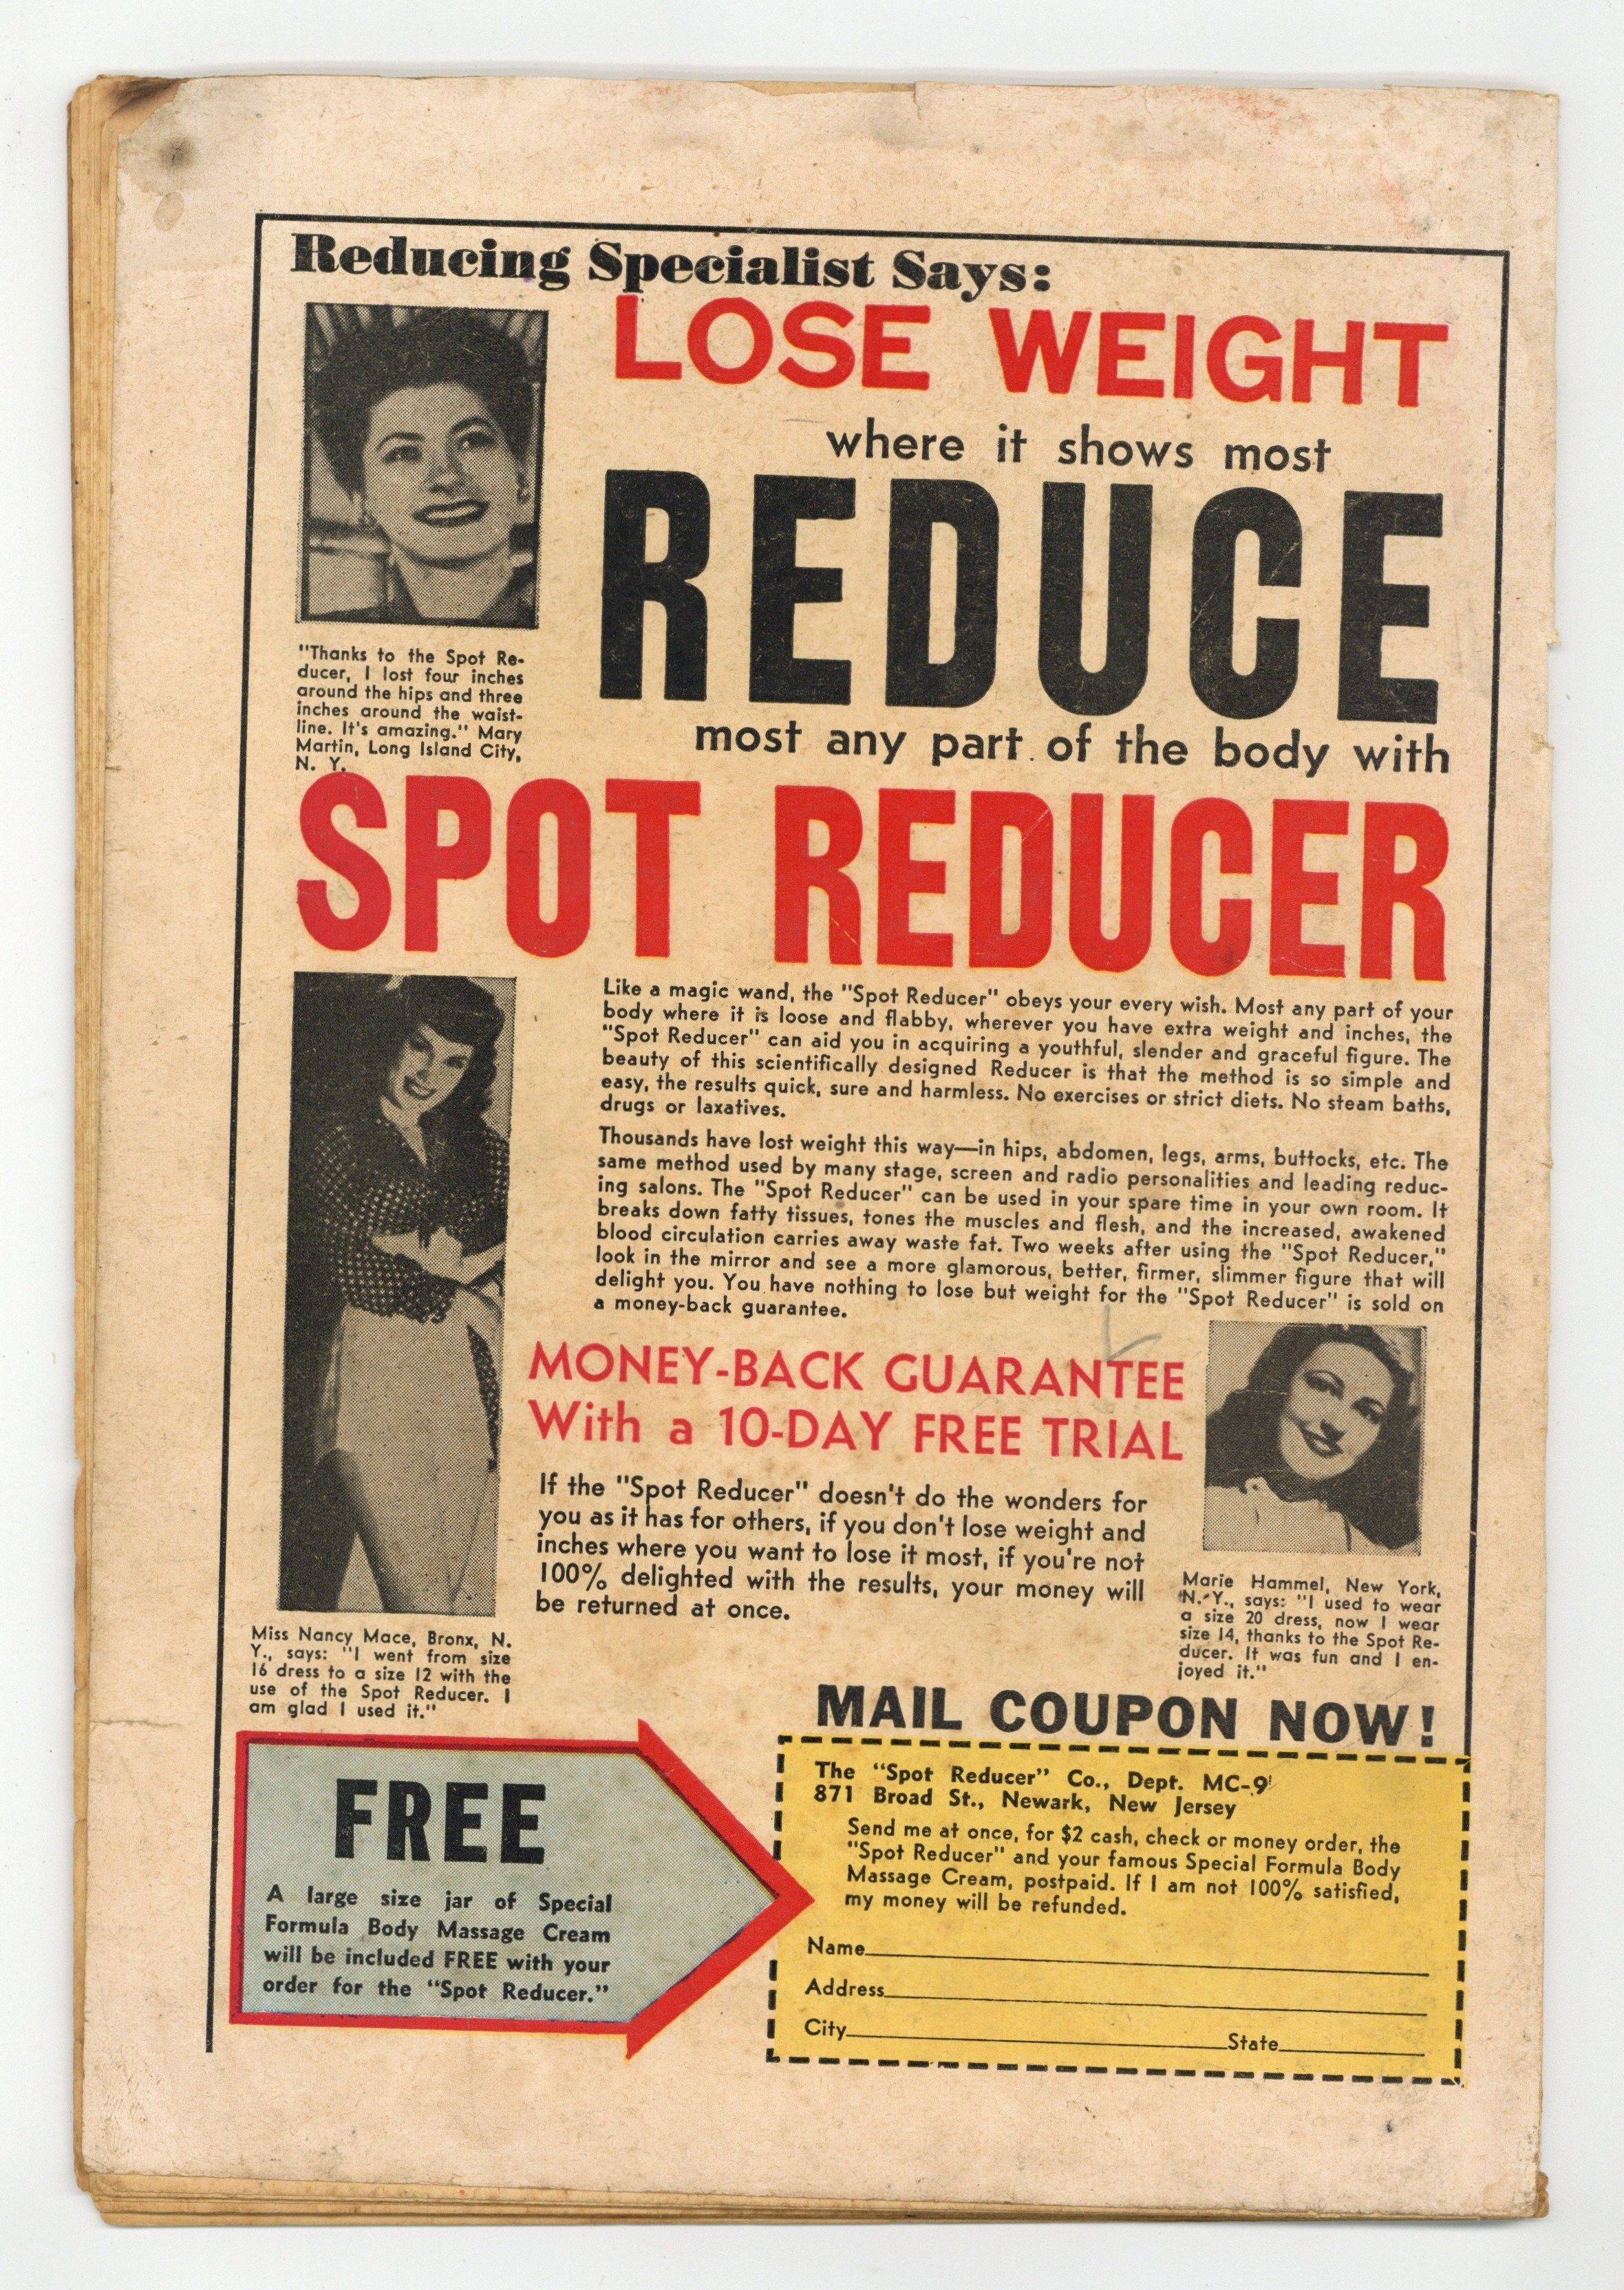 Reducing Specialist Says:
LOSE WEIGHT
where it shows most
REDUCE
most any part of the body with
"Thanks to the Spot Re-
ducer, I lost four inches
around the hips and three
inches around the waist-
line. It's amazing." Mary
Martin, Long Island City,
N. Y.
SPOT REDUCER
Like a magic wand, the "Spot Reducer" obeys your every wish. Most any part of your
body where it is loose and flabby, wherever you have extra weight and inches, the
"Spot Reducer" can aid you in acquiring a youthful, slender and graceful figure. The
beauty of this scientifically designed Reducer is that the method is so simple and
easy, the results quick, sure and harmless. No exercises or strict diets. No steam baths,
drugs or laxatives.
Thousands have lost weight this way—in hips, abdomen, legs, arms, buttocks, etc. The
same method used by many stage, screen and radio personalities and leading reduc-
ing salons. The "Spot Reducer" can be used in your spare time in your own room. It
breaks down fatty tissues, tones the muscles and flesh, and the increased, awakened
blood circulation carries away waste fat. Two weeks after using the "Spot Reducer,"
look in the mirror and see a more glamorous, better, firmer, slimmer figure that will
delight you. You have nothing to lose but weight for the "Spot Reducer" is sold on
a money-back guarantee.
MONEY-BACK GUARANTEE
With a 10-DAY FREE TRIAL
If the "Spot Reducer" doesn't do the wonders for
you as it has for others, if you don't lose weight and
inches where you want to lose it most, if you're not
100% delighted with the results, your money will
be returned at once.
Marie Hammel, New York,
N. Y., says: "I used to wear
a size 20 dress, now I wear
size 14, thanks to the Spot Re-
ducer. It was fun and I en-
joyed it."
Miss Nancy Mace, Bronx, N.
Y., says: "I went from size
16 dress to a size 12 with the
use of the Spot Reducer. I
am glad I used it."
FREE
A large size jar of Special
Formula Body Massage Cream
will be included FREE with your
order for the "Spot Reducer."
MAIL COUPON NOW!
The "Spot Reducer" Co., Dept. MC-9
871 Broad St., Newark, New Jersey
Send me at once, for $2 cash, check or money order, the
"Spot Reducer" and your famous Special Formula Body
Massage Cream, postpaid. If I am not 100% satisfied,
my money will be refunded.
Name
Address
City State